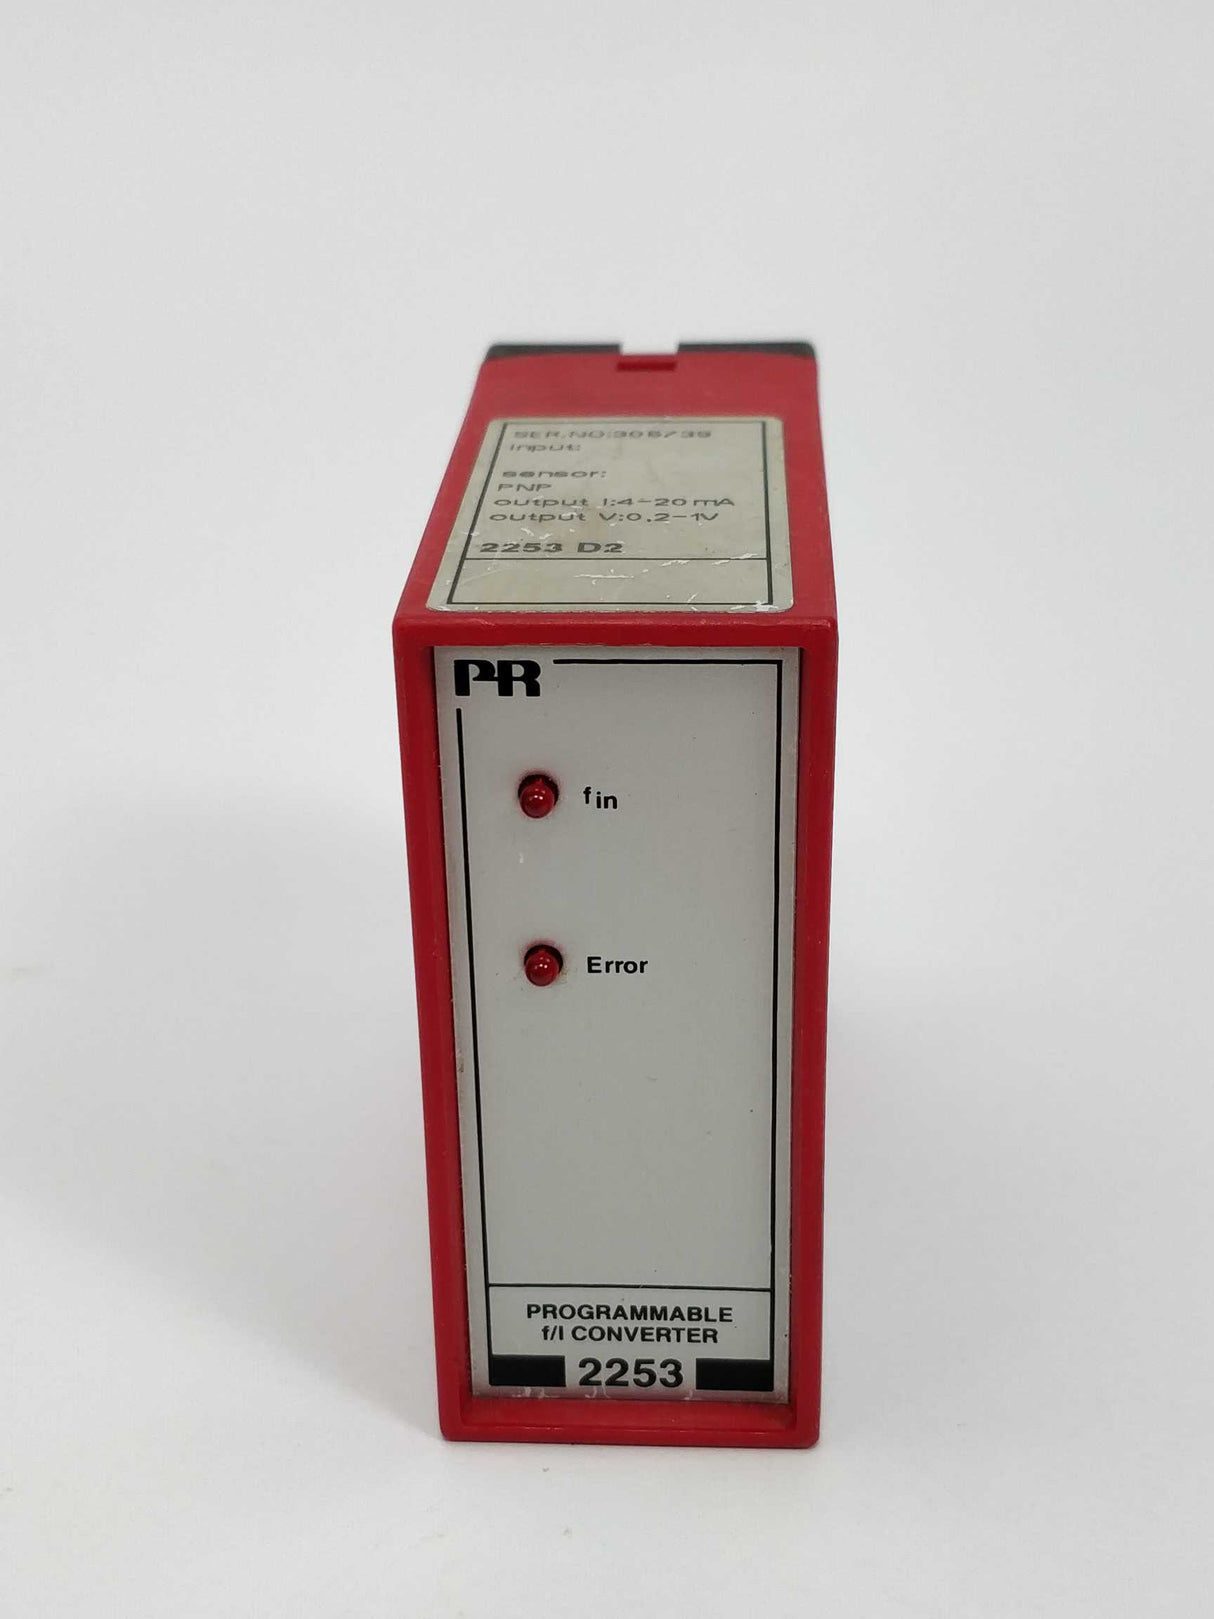 SER.NO:306735
input:
sensor:
PNP
output I:4-20 mA
output V:0.2-1V
2253 D2
PR
fin
Error
PROGRAMMABLE
f/I CONVERTER
2253